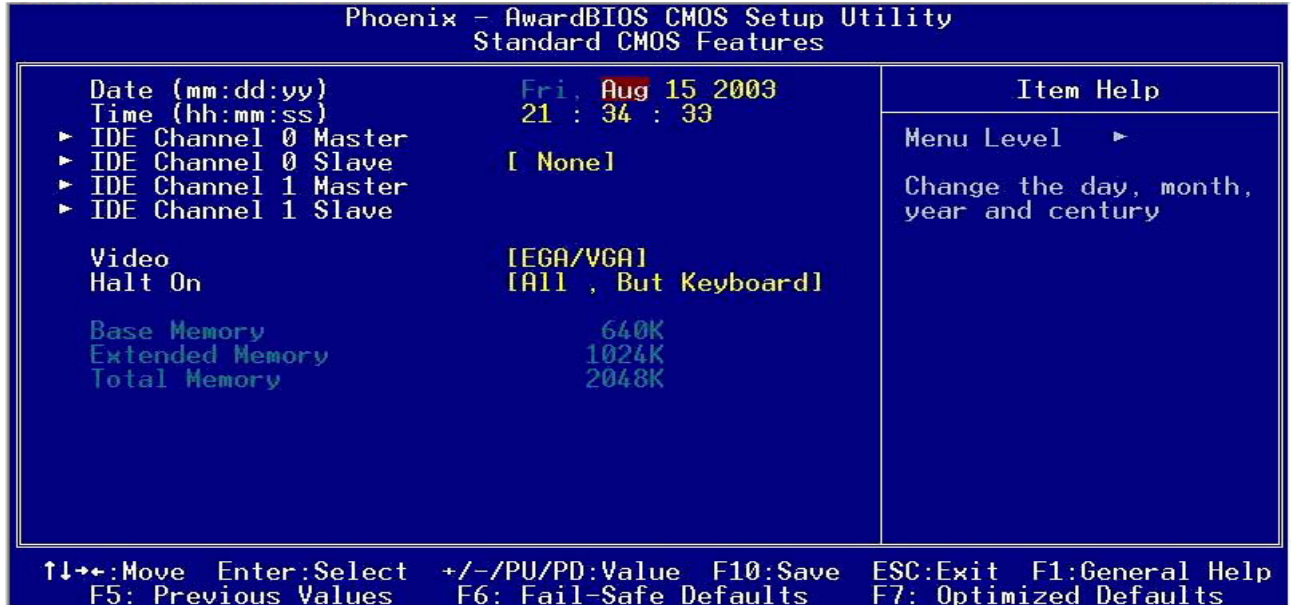 Phoenix - AwardBIOS CMOS Setup Utility
Standard CMOS Features
Date (mm:dd:yy) Fri, Aug 15 2003
Time (hh:mm:ss) 21 : 34 : 33
► IDE Channel 0 Master
► IDE Channel 0 Slave [ None]
► IDE Channel 1 Master
► IDE Channel 1 Slave
Video [EGA/VGA]
Halt On [All , But Keyboard]
Base Memory 640K
Extended Memory 1024K
Total Memory 2048K
Item Help
Menu Level ►
Change the day, month,
year and century
↑↓→←:Move Enter:Select +/-/PU/PD:Value F10:Save ESC:Exit F1:General Help
F5: Previous Values F6: Fail-Safe Defaults F7: Optimized Defaults